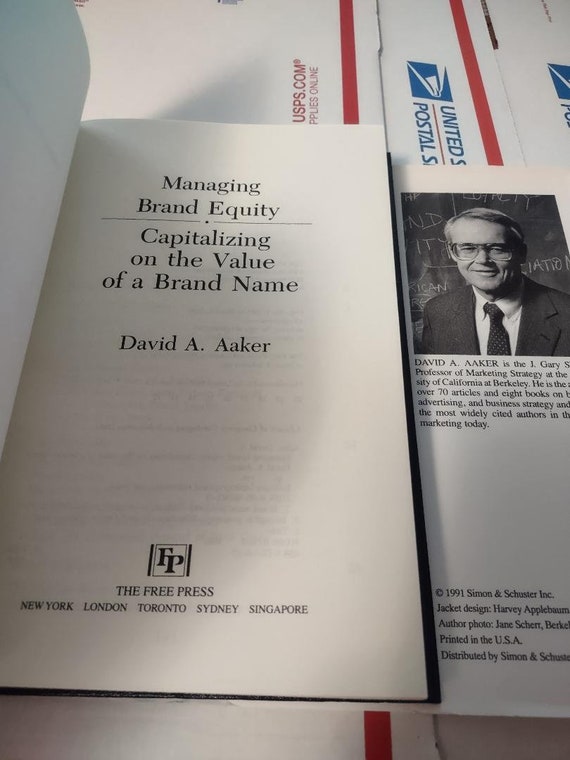 USPS.COM®
PPLIES ONLINE
UNITED S
POSTAL S
Managing
Brand Equity
Capitalizing
on the Value
of a Brand Name
David A. Aaker
FP
THE FREE PRESS
NEW YORK LONDON TORONTO SYDNEY SINGAPORE
DAVID A. AAKER is the J. Gary S
Professor of Marketing Strategy at the
sity of California at Berkeley. He is the a
over 70 articles and eight books on b
advertising, and business strategy and
the most widely cited authors in th
marketing today.
© 1991 Simon & Schuster Inc.
Jacket design: Harvey Applebaum
Author photo: Jane Scherr, Berkel
Printed in the U.S.A.
Distributed by Simon & Schuste